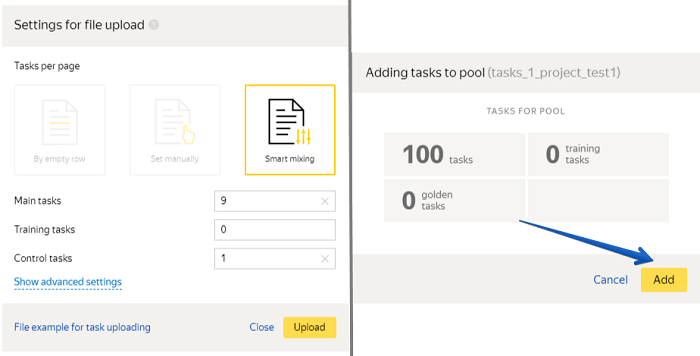 Settings for file upload ?
Tasks per page
By empty row
Set manually
Smart mixing
Main tasks 9
Training tasks 0
Control tasks 1
Show advanced settings
File example for task uploading Close Upload
Adding tasks to pool (tasks_1_project_test1)
TASKS FOR POOL
100 tasks
0 training tasks
0 golden tasks
Cancel Add